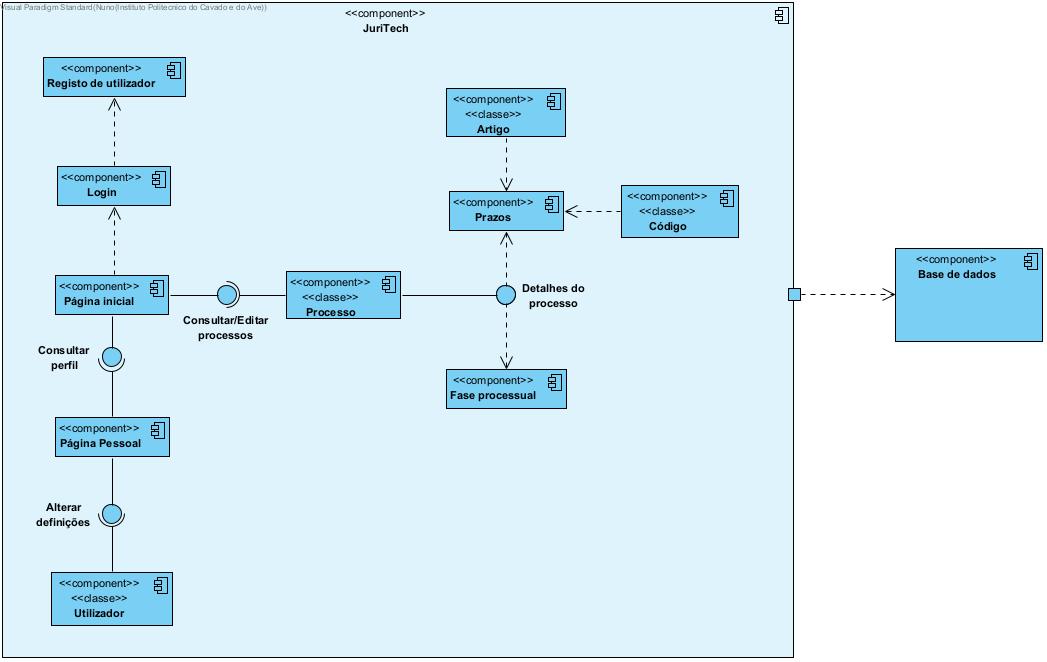 Visual Paradigm Standard(Nuno(Instituto Politecnico do Cavado e do Ave))
<<component>>
JuriTech
<<component>>
Registo de utilizador
<<component>>
<<classe>>
Artigo
<<component>>
Login
<<component>>
Prazos
<<component>>
<<classe>>
Código
<<component>>
Base de dados
<<component>>
Página inicial
Consultar/Editar
processos
<<component>>
<<classe>>
Processo
Detalhes do
processo
Consultar
perfil
<<component>>
Fase processual
<<component>>
Página Pessoal
Alterar
definições
<<component>>
<<classe>>
Utilizador